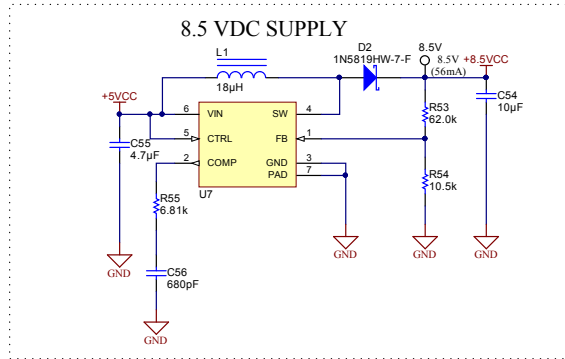 8.5 VDC SUPPLY
L1
18µH
D2
1N5819HW-7-F
8.5V
8.5V
(56mA)
+8.5VCC
+5VCC
6
VIN
SW
4
5
CTRL
FB
1
2
COMP
GND
3
PAD
7
U7
C55
4.7µF
R53
62.0k
C54
10µF
R55
6.81k
R54
10.5k
C56
680pF
GND
GND
GND
GND
GND